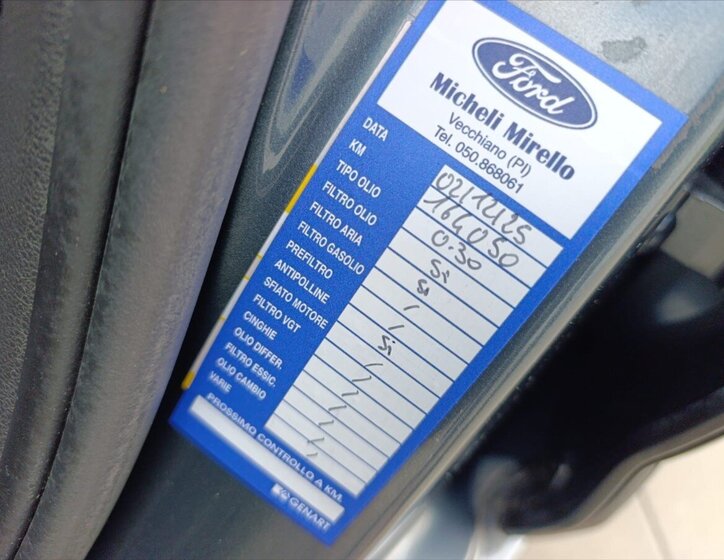 Ford
Micheli Mirello
Vecchiano (PI)
Tel. 050.868061
DATA 02/12/25
KM 164050
TIPO OLIO 0.30
FILTRO OLIO Si
FILTRO ARIA Si
FILTRO GASOLIO /
PREFILTRO /
ANTIPOLLINE Si
SFIATO MOTORE /
FILTRO VGT /
CINGHIE /
OLIO DIFFER. /
FILTRO ESSIC. /
OLIO CAMBIO /
VARIE
PROSSIMO CONTROLLO A KM.
GENART